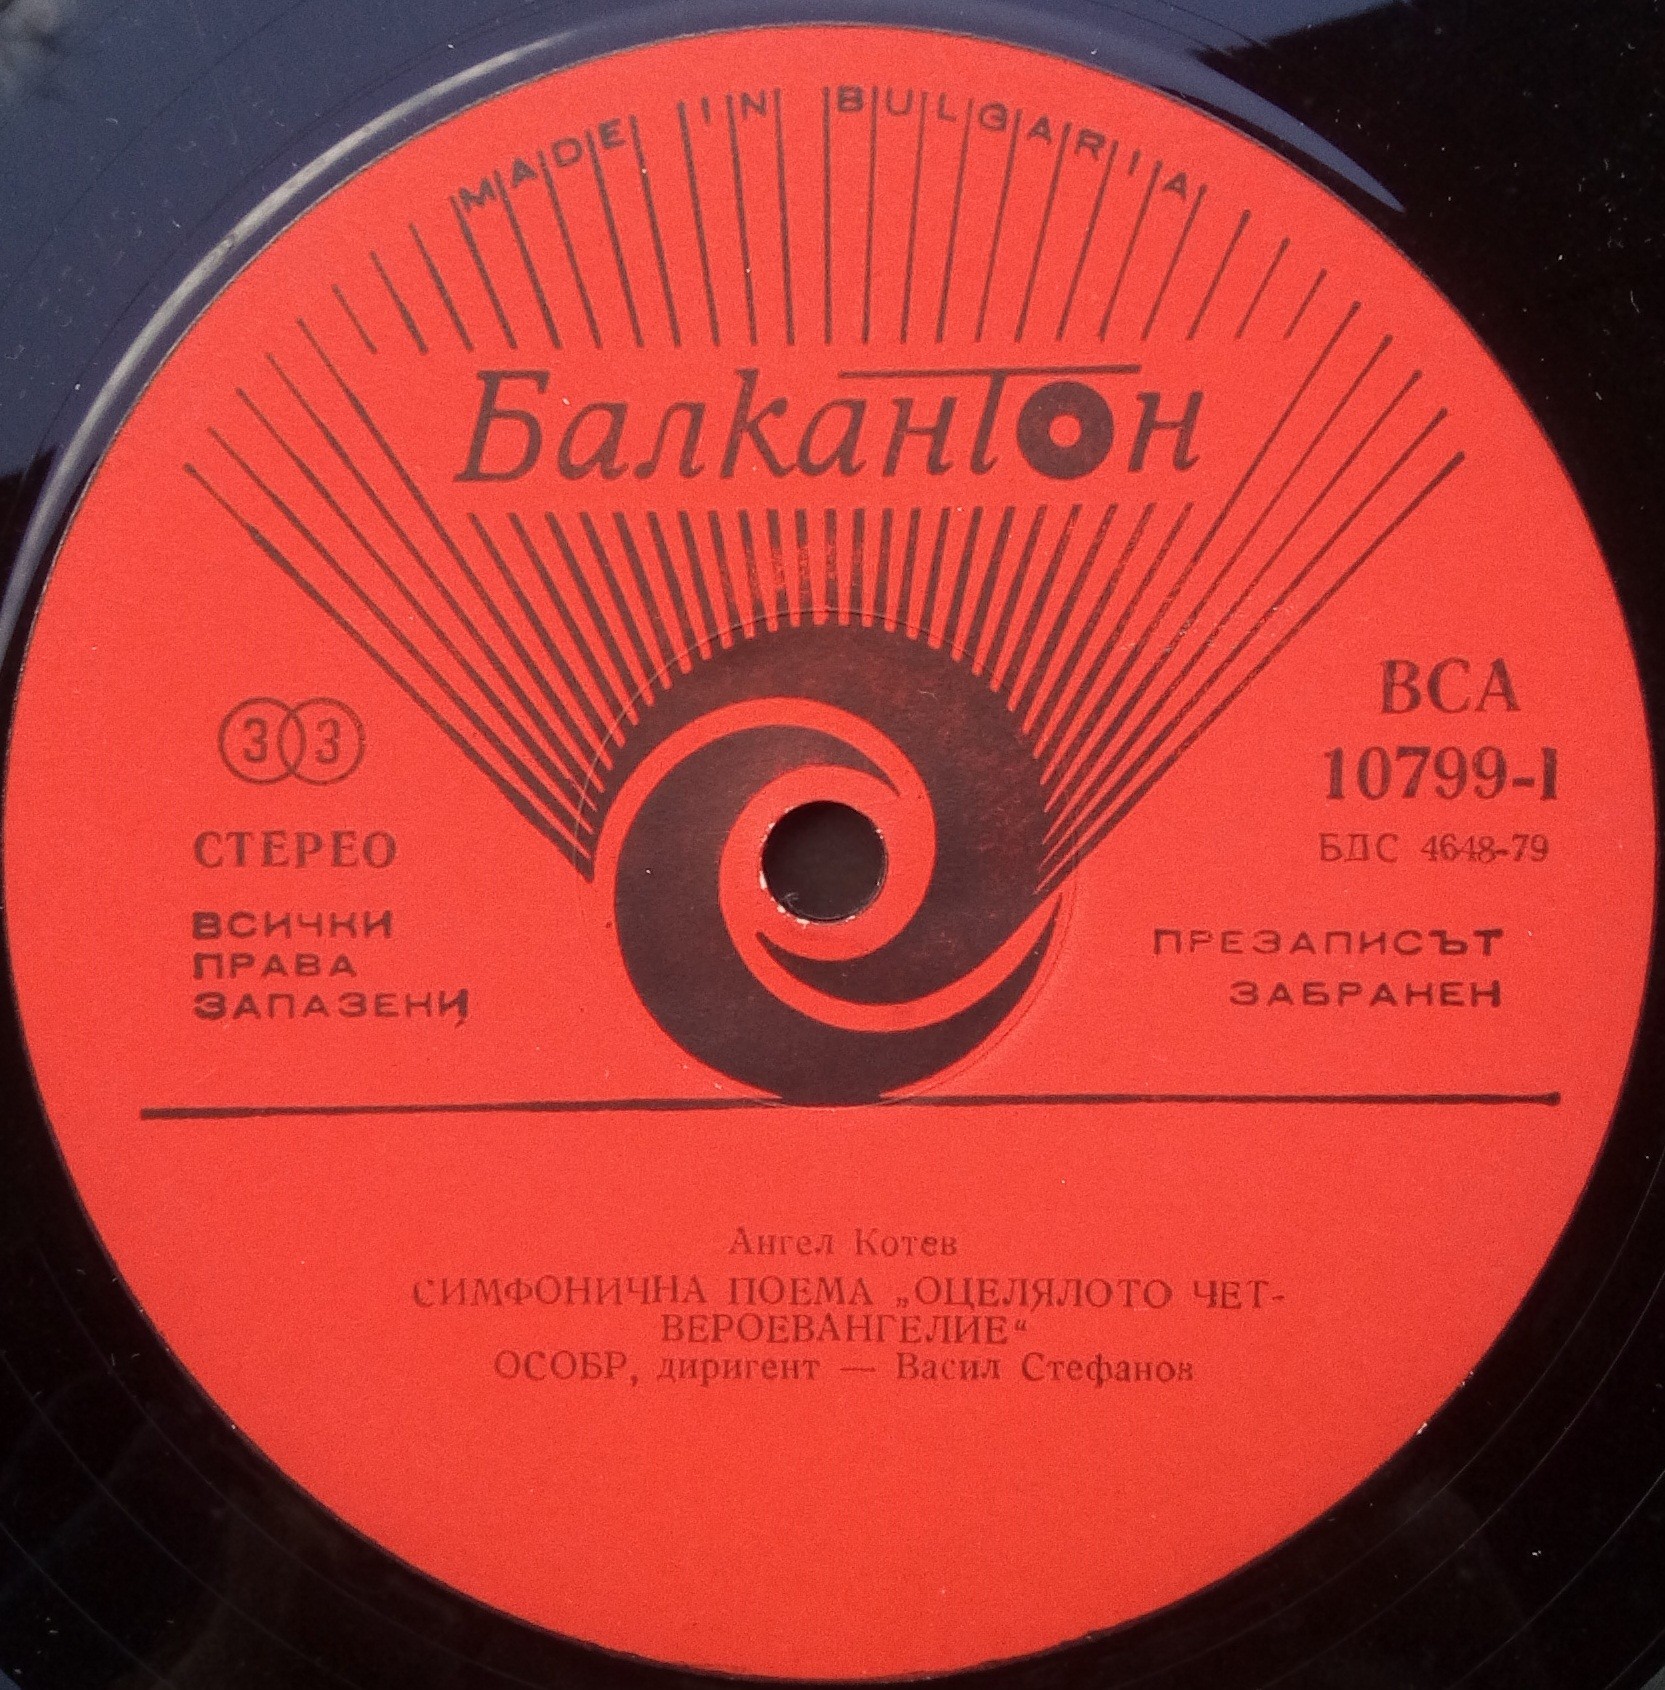 MADE IN BULGARIA
Балкантон
33
СТЕРЕО
ВСИЧКИ
ПРАВА
ЗАПАЗЕНИ
ВСА
10799-I
БДС 4648-79
ПРЕЗАПИСЪТ
ЗАБРАНЕН
Ангел Котев
СИМФОНИЧНА ПОЕМА „ОЦЕЛЯЛОТО ЧЕТ-
ВЕРОЕВАНГЕЛИЕ“
ОСОБР, диригент — Васил Стефанов